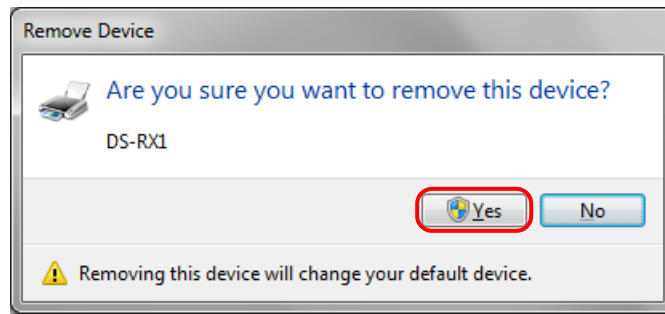 Remove Device
Are you sure you want to remove this device?
DS-RX1
Yes No
Removing this device will change your default device.